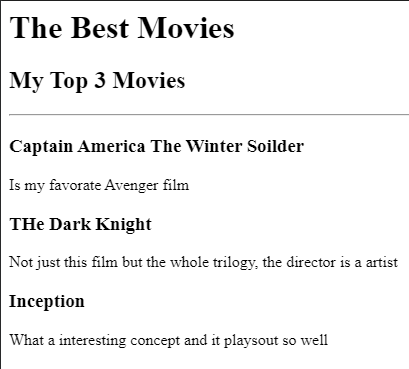 The Best Movies
My Top 3 Movies
Captain America The Winter Soilder
Is my favorate Avenger film
THe Dark Knight
Not just this film but the whole trilogy, the director is a artist
Inception
What a interesting concept and it playsout so well